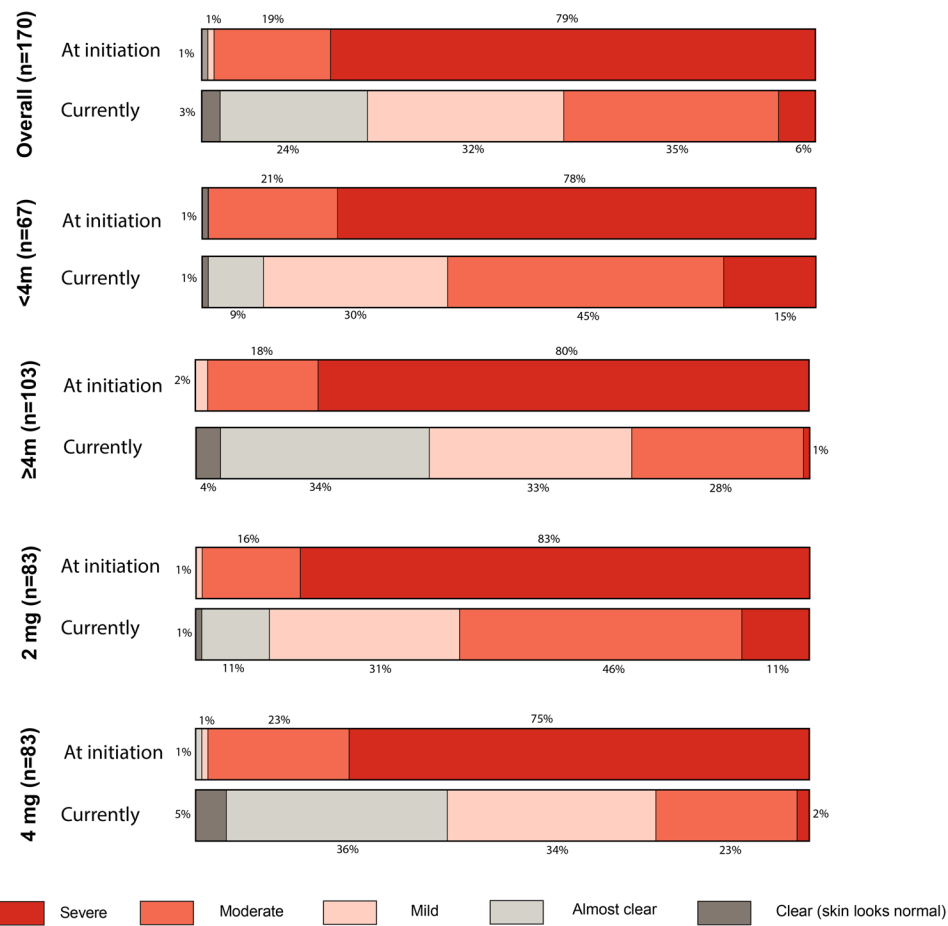 Overall (n=170)
At initiation
1%
1%
19%
79%
Currently
3%
24%
32%
35%
6%
<4m (n=67)
At initiation
1%
21%
78%
Currently
1%
9%
30%
45%
15%
≥4m (n=103)
At initiation
2%
18%
80%
Currently
4%
34%
33%
28%
1%
2 mg (n=83)
At initiation
1%
16%
83%
Currently
1%
11%
31%
46%
11%
4 mg (n=83)
At initiation
1%
1%
23%
75%
Currently
5%
36%
34%
23%
2%
Severe
Moderate
Mild
Almost clear
Clear (skin looks normal)